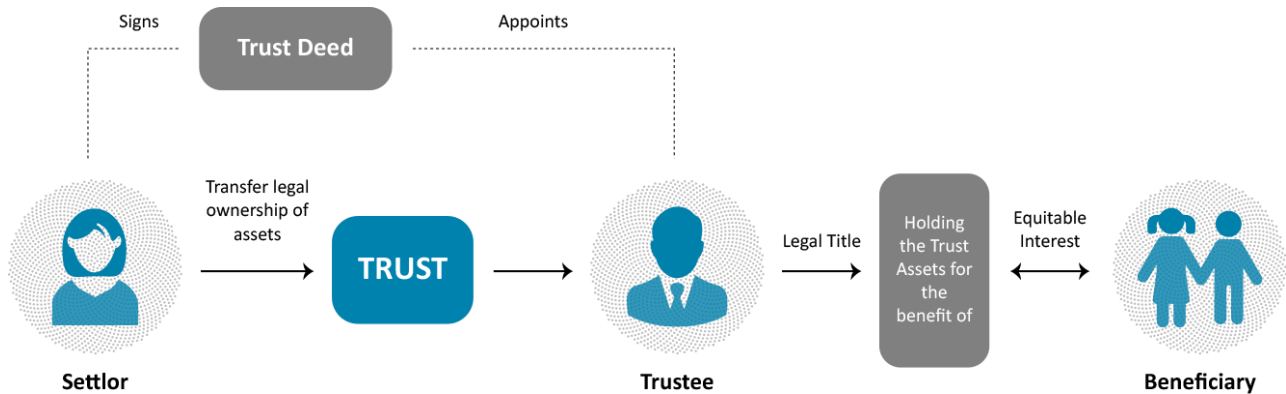 Signs
Trust Deed
Appoints
Transfer legal
ownership of
assets
TRUST
Legal Title
Holding
the Trust
Assets for
the
benefit of
Equitable
Interest
Settlor
Trustee
Beneficiary